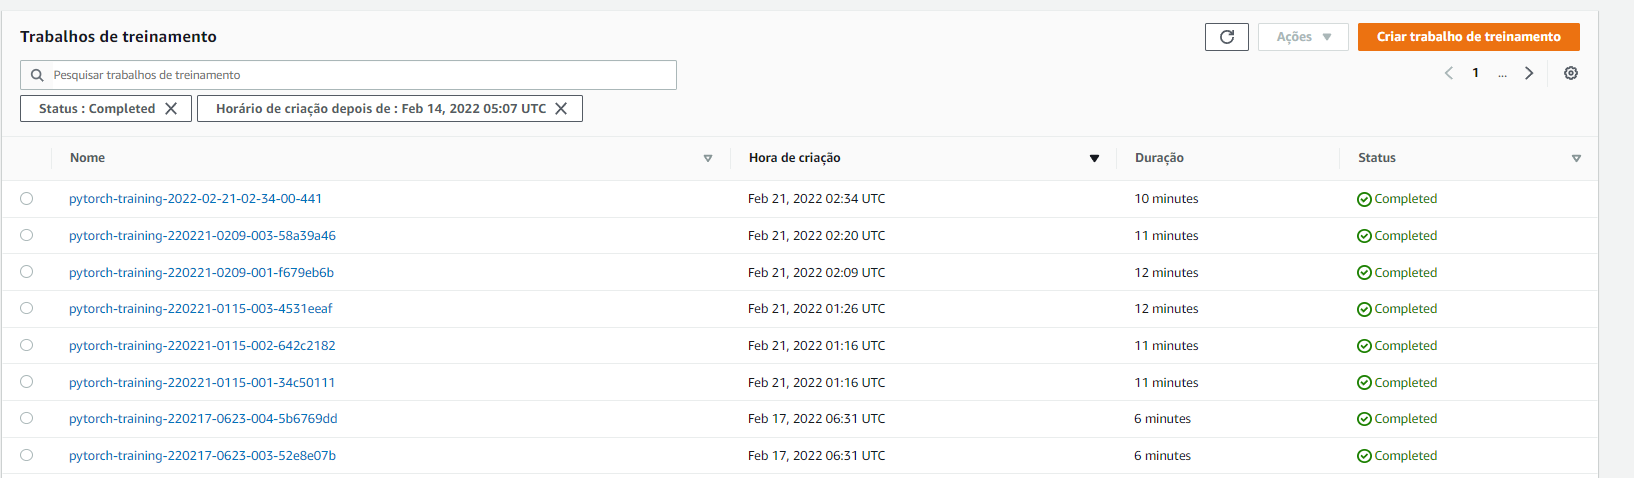 Trabalhos de treinamento
Ações
Criar trabalho de treinamento
Pesquisar trabalhos de treinamento
1 ...
Status : Completed
Horário de criação depois de : Feb 14, 2022 05:07 UTC
Nome Hora de criação Duração Status
pytorch-training-2022-02-21-02-34-00-441 Feb 21, 2022 02:34 UTC 10 minutes Completed
pytorch-training-220221-0209-003-58a39a46 Feb 21, 2022 02:20 UTC 11 minutes Completed
pytorch-training-220221-0209-001-f679eb6b Feb 21, 2022 02:09 UTC 12 minutes Completed
pytorch-training-220221-0115-003-4531eeaf Feb 21, 2022 01:26 UTC 12 minutes Completed
pytorch-training-220221-0115-002-642c2182 Feb 21, 2022 01:16 UTC 11 minutes Completed
pytorch-training-220221-0115-001-34c50111 Feb 21, 2022 01:16 UTC 11 minutes Completed
pytorch-training-220217-0623-004-5b6769dd Feb 17, 2022 06:31 UTC 6 minutes Completed
pytorch-training-220217-0623-003-52e8e07b Feb 17, 2022 06:31 UTC 6 minutes Completed